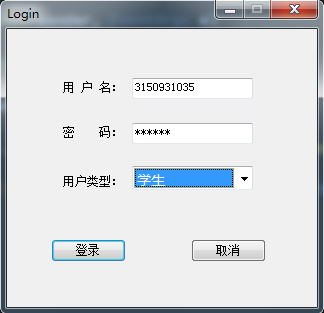 Login
用 户 名： 3150931035
密    码： ******
用户类型： 学生
登录 取消